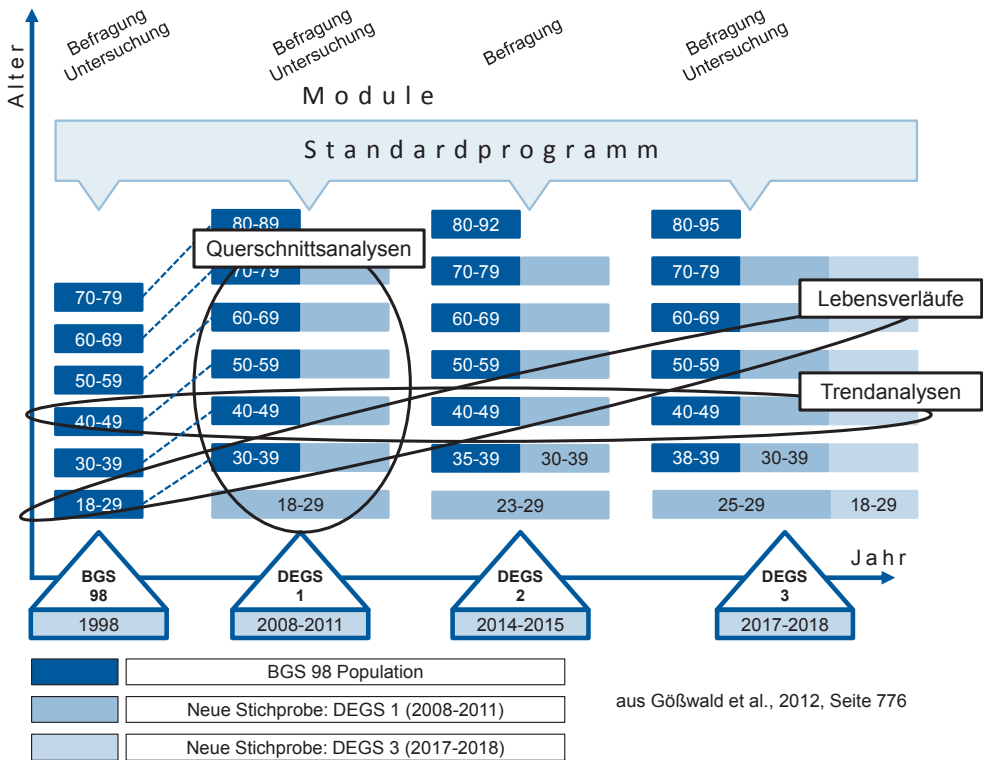 Alter
Befragung
Untersuchung
Befragung
Untersuchung
Befragung
Befragung
Untersuchung
Module
Standardprogramm
80-89
80-92
80-95
Querschnittsanalysen
70-79
70-79
70-79
70-79
Lebensverläufe
60-69
60-69
60-69
60-69
50-59
50-59
50-59
50-59
Trendanalysen
40-49
40-49
40-49
40-49
30-39
30-39
35-39
30-39
38-39
30-39
18-29
18-29
23-29
25-29
18-29
Jahr
BGS
98
DEGS
1
DEGS
2
DEGS
3
1998
2008-2011
2014-2015
2017-2018
BGS 98 Population
Neue Stichprobe: DEGS 1 (2008-2011)
Neue Stichprobe: DEGS 3 (2017-2018)
aus Gößwald et al., 2012, Seite 776